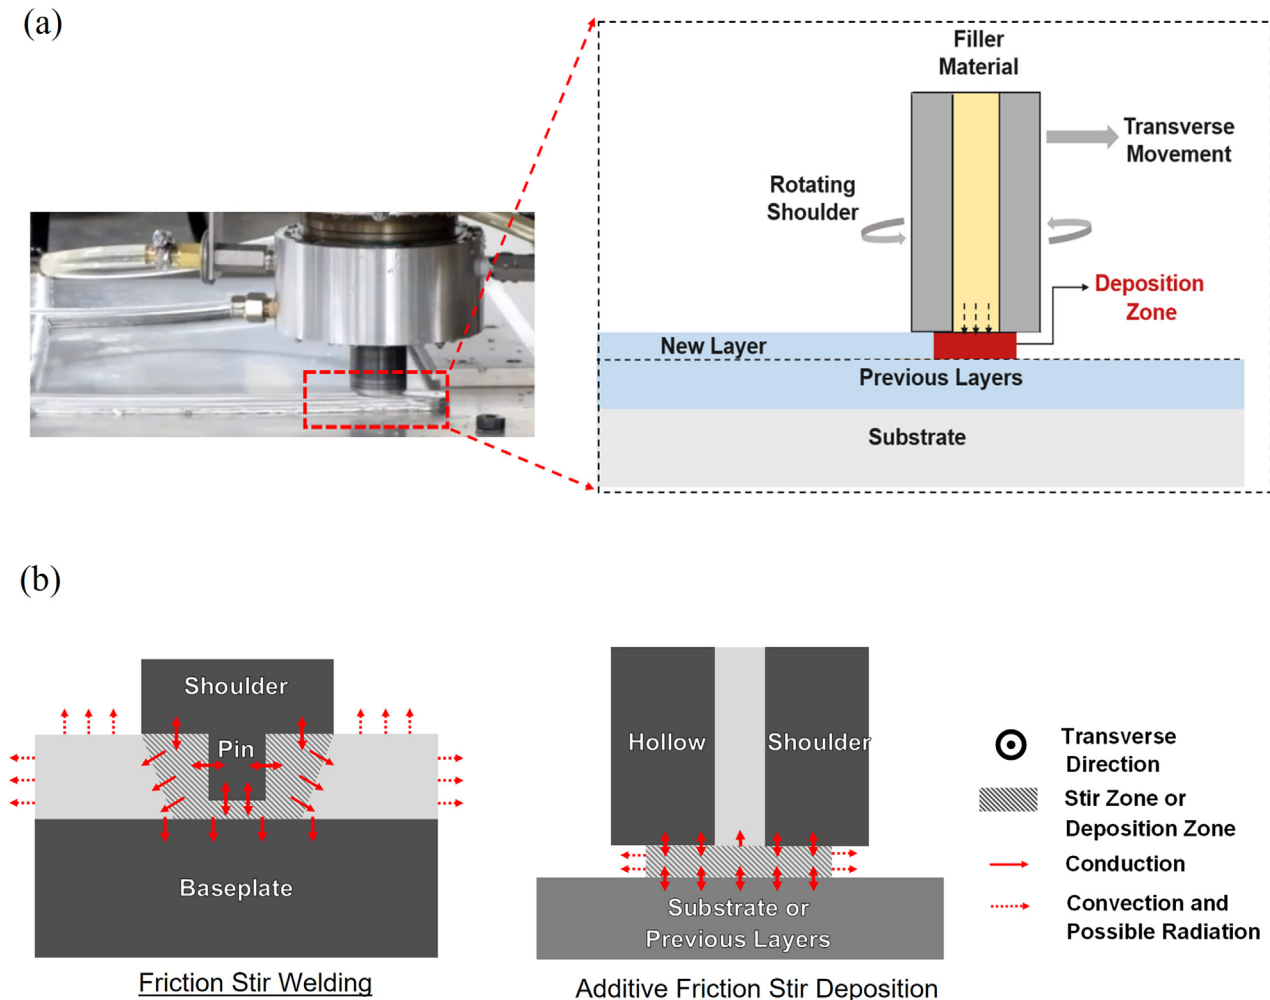 (a)
Filler
Material
Transverse
Movement
Rotating
Shoulder
Deposition
Zone
New Layer
Previous Layers
Substrate
(b)
Shoulder
Pin
Baseplate
Friction Stir Welding
Hollow
Shoulder
Substrate or
Previous Layers
Additive Friction Stir Deposition
Transverse
Direction
Stir Zone or
Deposition Zone
Conduction
Convection and
Possible Radiation